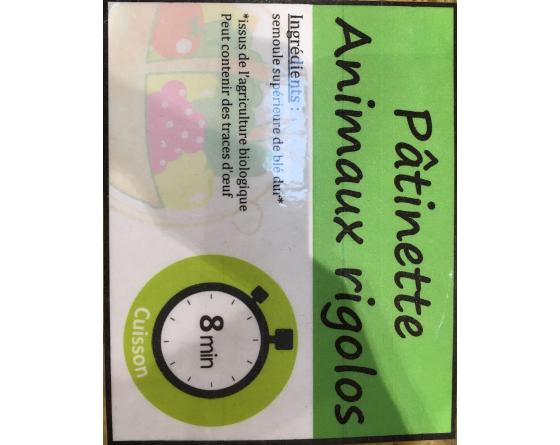 Pâtinette
Animaux rigolos
Ingrédients :
semoule supérieure de blé dur*
*issus de l'agriculture biologique
Peut contenir des traces d'œuf
8 min
Cuisson